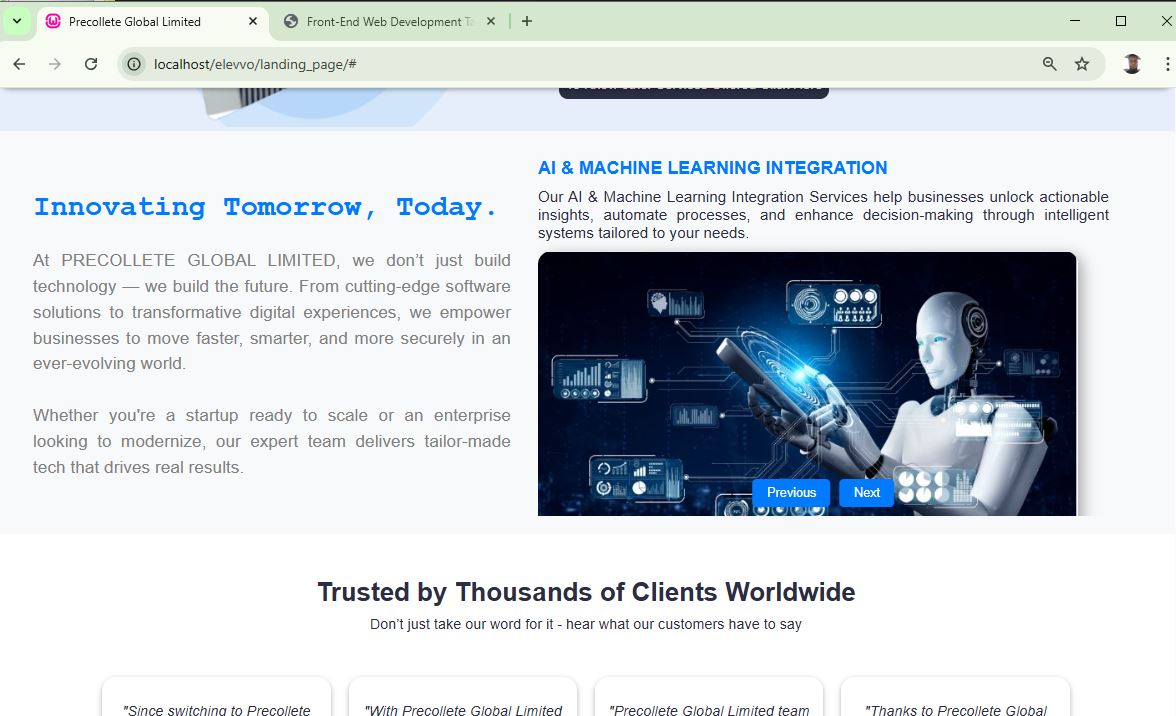 Precollete Global Limited
Front-End Web Development Ta
localhost/elevvo/landing_page/#
Innovating Tomorrow, Today.
At PRECOLLETE GLOBAL LIMITED, we don’t just build
technology — we build the future. From cutting-edge software
solutions to transformative digital experiences, we empower
businesses to move faster, smarter, and more securely in an
ever-evolving world.
Whether you're a startup ready to scale or an enterprise
looking to modernize, our expert team delivers tailor-made
tech that drives real results.
AI & MACHINE LEARNING INTEGRATION
Our AI & Machine Learning Integration Services help businesses unlock actionable
insights, automate processes, and enhance decision-making through intelligent
systems tailored to your needs.
Previous
Next
Trusted by Thousands of Clients Worldwide
Don’t just take our word for it - hear what our customers have to say
"Since switching to Precollete
"With Precollete Global Limited
"Precollete Global Limited team
"Thanks to Precollete Global